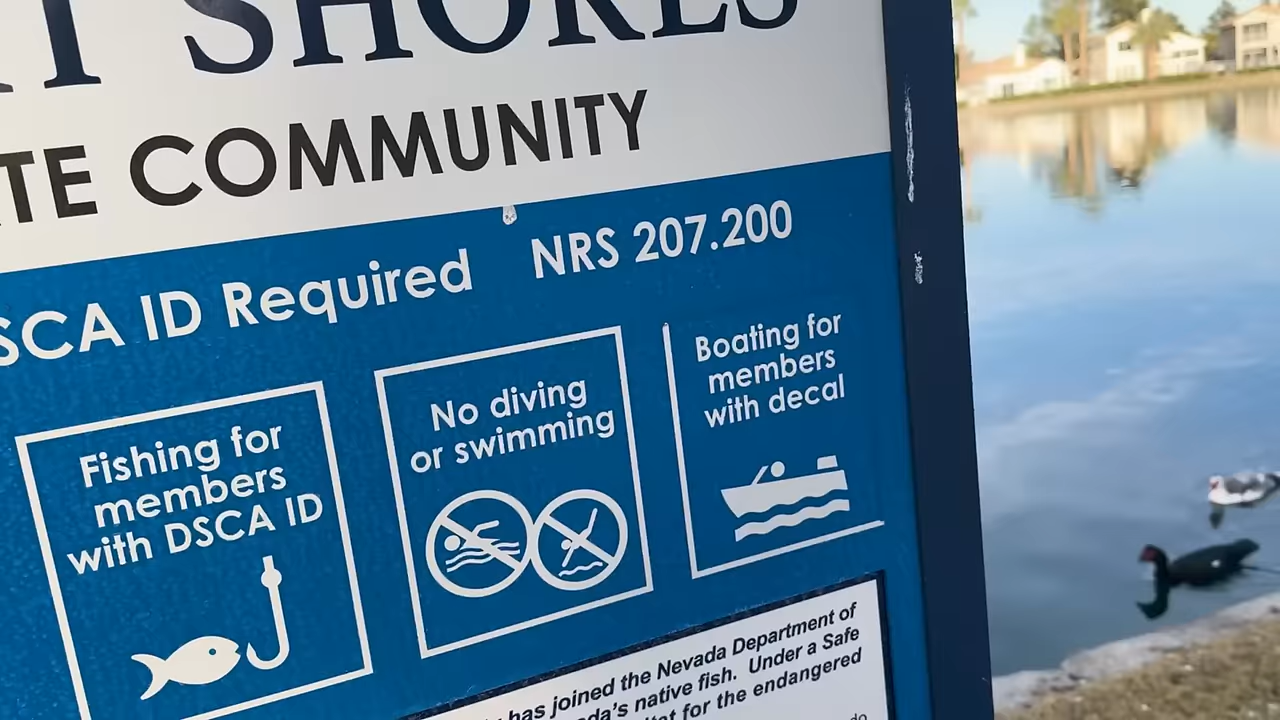 SHORES
COMMUNITY
ID Required NRS 207.200
Fishing for
members
with DSCA ID
No diving
or swimming
Boating for
members
with decal
has joined the Nevada Department of
native fish. Under a Safe
for the endangered